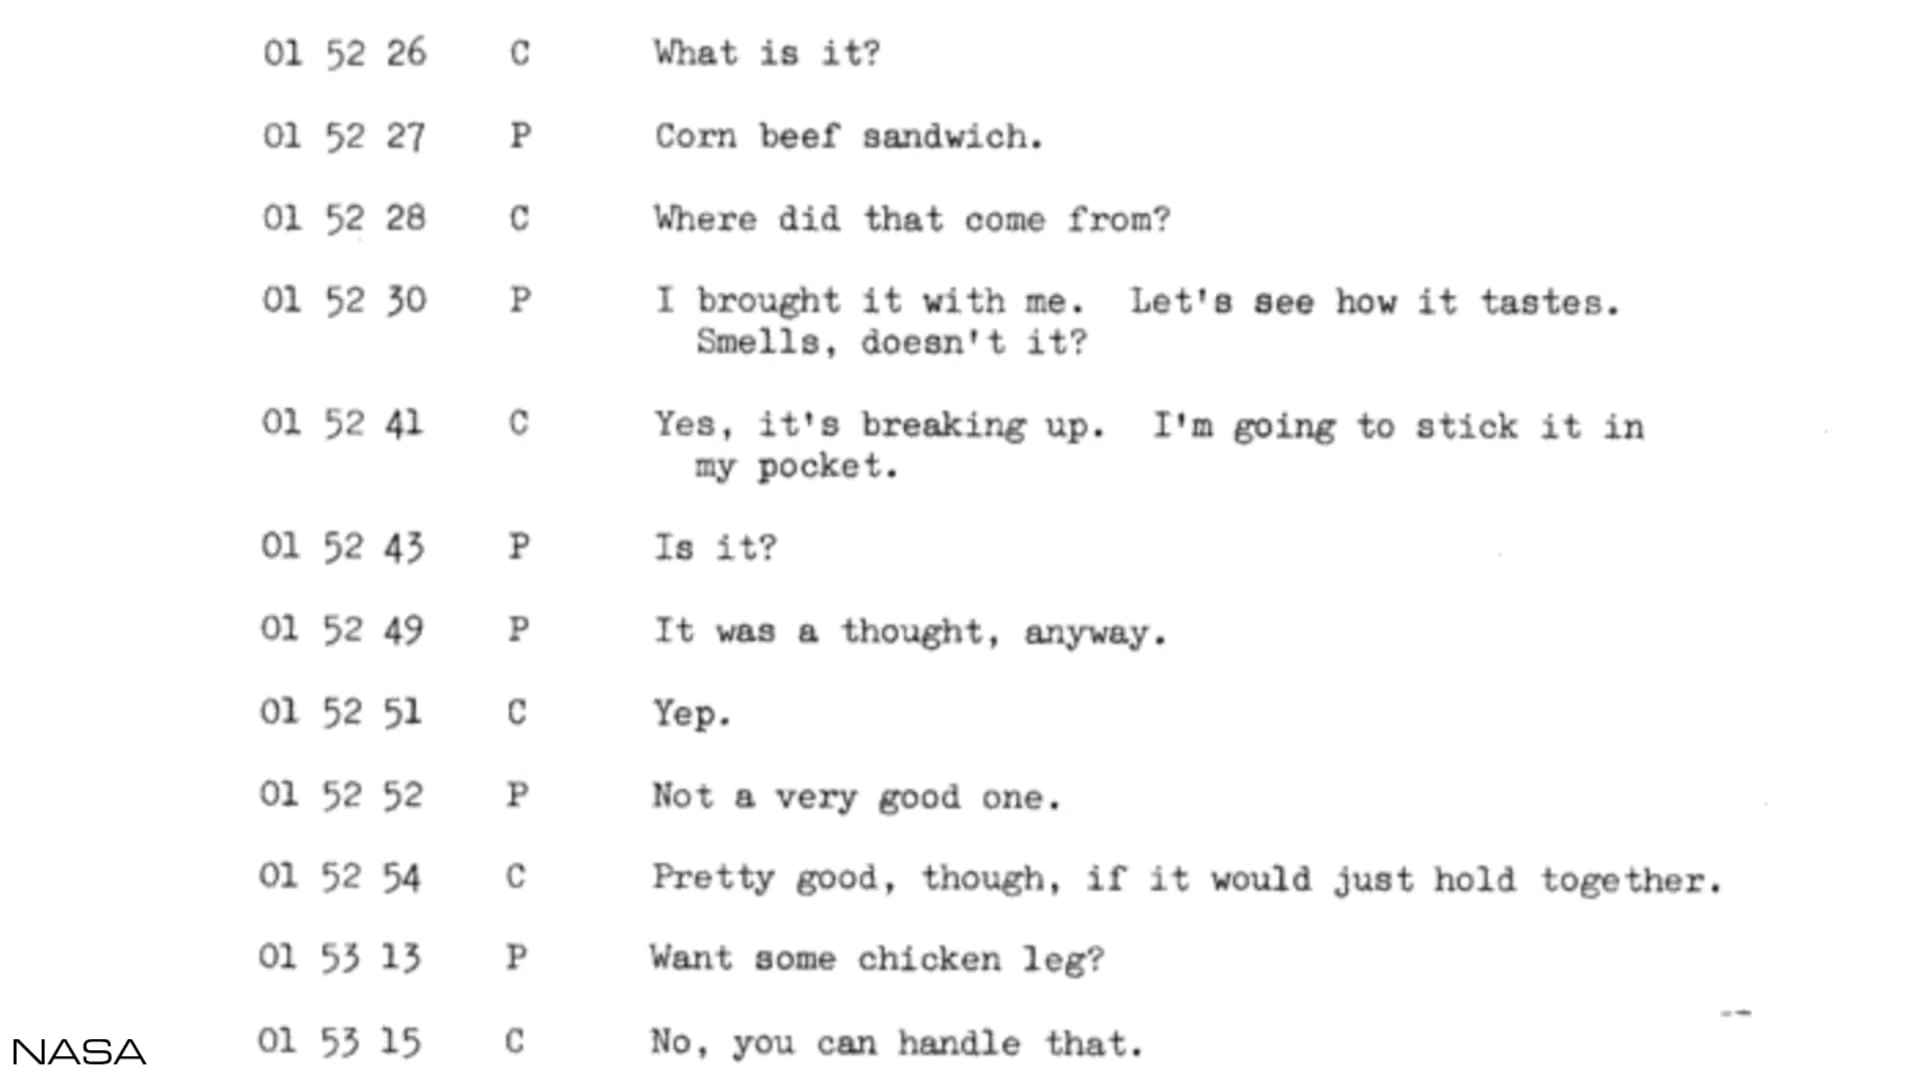 01 52 26 C What is it?
01 52 27 P Corn beef sandwich.
01 52 28 C Where did that come from?
01 52 30 P I brought it with me. Let's see how it tastes.
Smells, doesn't it?
01 52 41 C Yes, it's breaking up. I'm going to stick it in
my pocket.
01 52 43 P Is it?
01 52 49 P It was a thought, anyway.
01 52 51 C Yep.
01 52 52 P Not a very good one.
01 52 54 C Pretty good, though, if it would just hold together.
01 53 13 P Want some chicken leg?
01 53 15 C No, you can handle that.
NASA